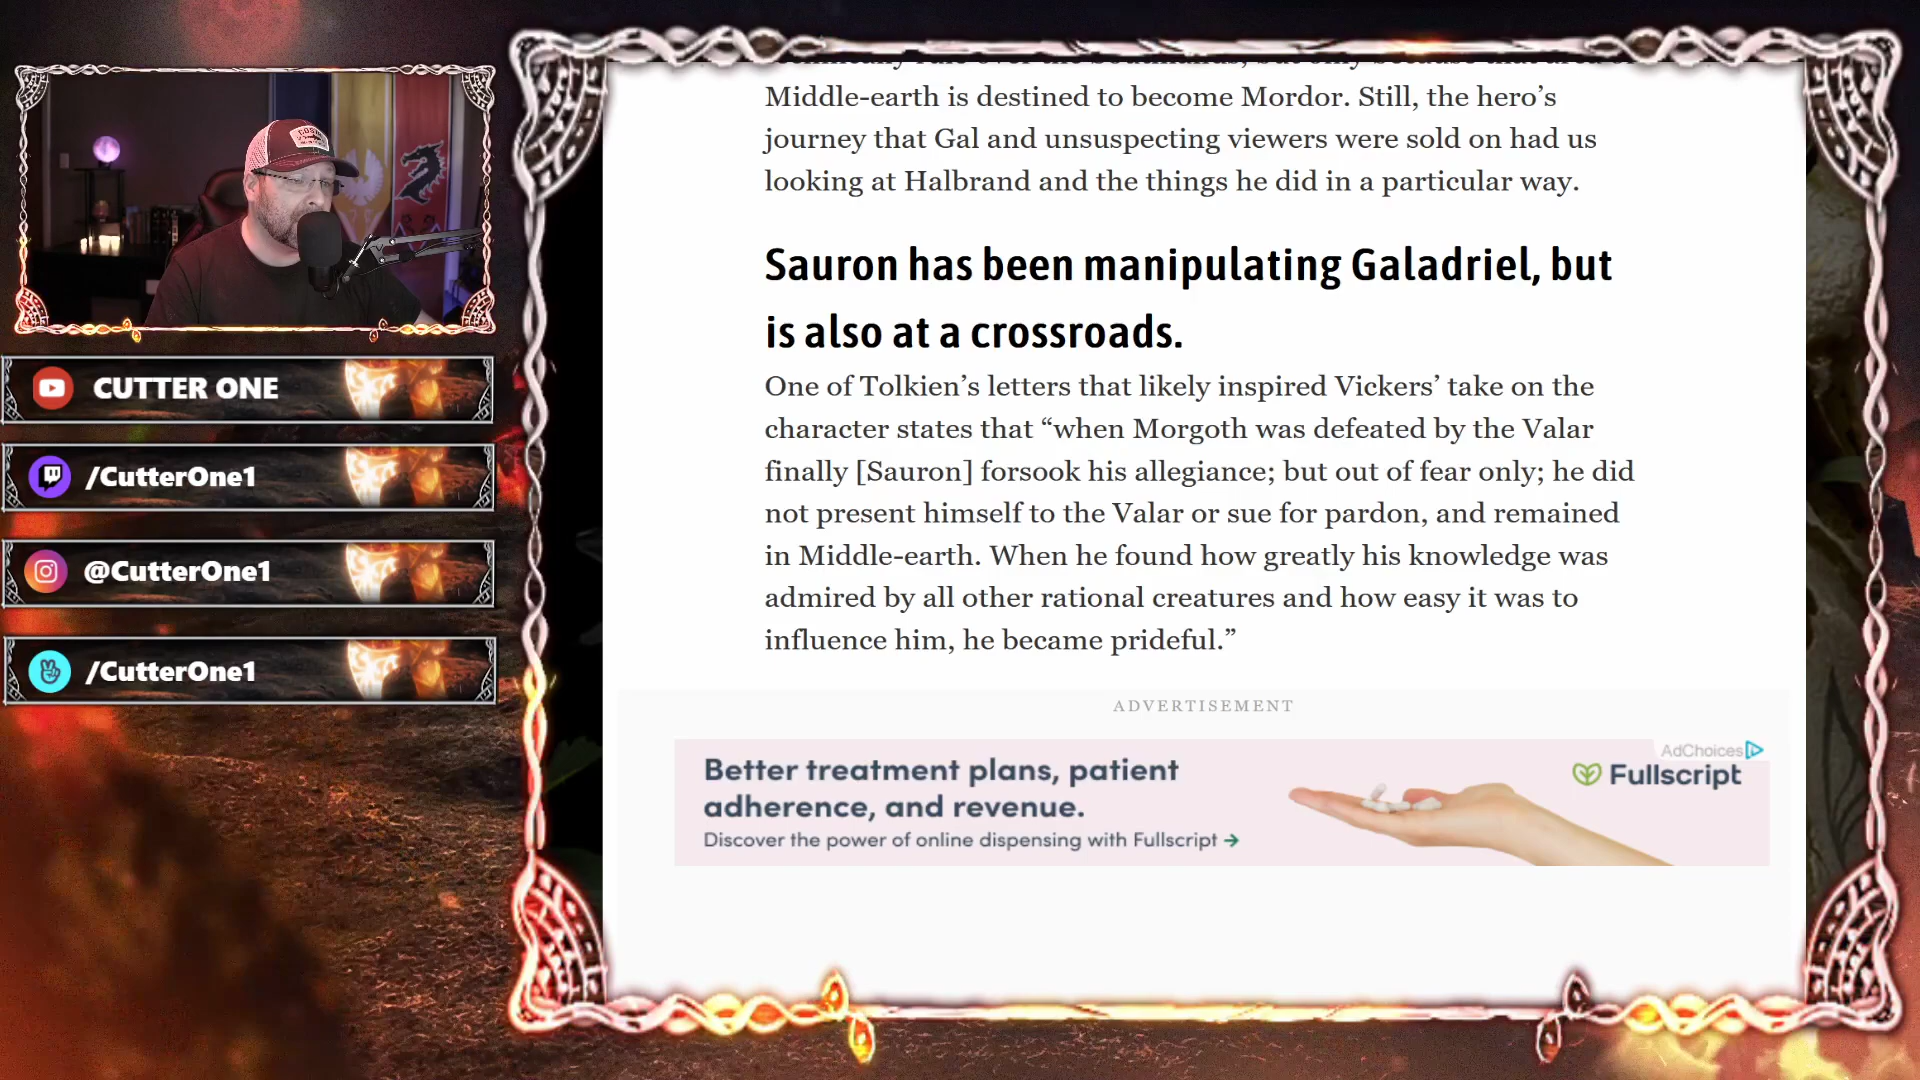 Middle-earth is destined to become Mordor. Still, the hero’s
journey that Gal and unsuspecting viewers were sold on had us
looking at Halbrand and the things he did in a particular way.
Sauron has been manipulating Galadriel, but
is also at a crossroads.
One of Tolkien’s letters that likely inspired Vickers’ take on the
character states that “when Morgoth was defeated by the Valar
finally [Sauron] forsook his allegiance; but out of fear only; he did
not present himself to the Valar or sue for pardon, and remained
in Middle-earth. When he found how greatly his knowledge was
admired by all other rational creatures and how easy it was to
influence him, he became prideful.”
ADVERTISEMENT
Better treatment plans, patient
adherence, and revenue.
Discover the power of online dispensing with Fullscript →
AdChoices
Fullscript
CUTTER ONE
/CutterOne1
@CutterOne1
/CutterOne1